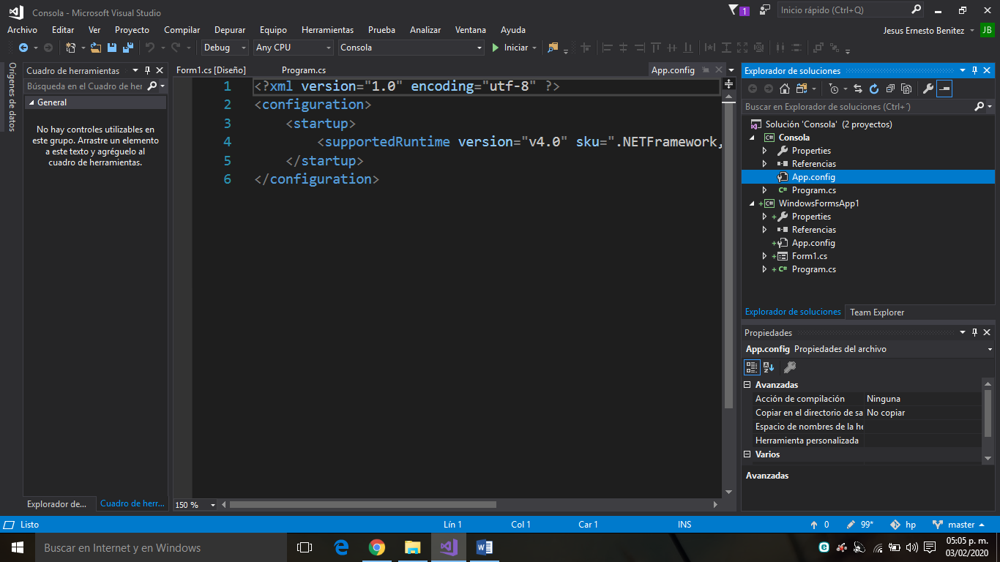 Consola - Microsoft Visual Studio
1
Inicio rápido (Ctrl+Q)
Archivo Editar Ver Proyecto Compilar Depurar Equipo Herramientas Prueba Analizar Ventana Ayuda
Jesus Ernesto Benitez JB
Debug Any CPU Consola Iniciar
Orígenes de datos
Cuadro de herramientas
Búsqueda en el Cuadro de her
General
No hay controles utilizables en
este grupo. Arrastre un elemento
a este texto y agréguelo al
cuadro de herramientas.
Explorador de... Cuadro de herr...
Form1.cs [Diseño] Program.cs App.config
1 <?xml version="1.0" encoding="utf-8" ?>
2 <configuration>
3 <startup>
4 <supportedRuntime version="v4.0" sku=".NETFramework,
5 </startup>
6 </configuration>
150 %
Explorador de soluciones
Buscar en Explorador de soluciones (Ctrl+´)
Solución 'Consola' (2 proyectos)
C# Consola
Properties
Referencias
App.config
C# Program.cs
+C# WindowsFormsApp1
+ Properties
Referencias
+ App.config
+ Form1.cs
+ C# Program.cs
Explorador de soluciones Team Explorer
Propiedades
App.config Propiedades del archivo
Avanzadas
Acción de compilación Ninguna
Copiar en el directorio de sa No copiar
Espacio de nombres de la he
Herramienta personalizada
Varios
Avanzadas
Listo Lín 1 Col 1 Car 1 INS 0 99* hp master
Buscar en Internet y en Windows
05:05 p. m.
03/02/2020